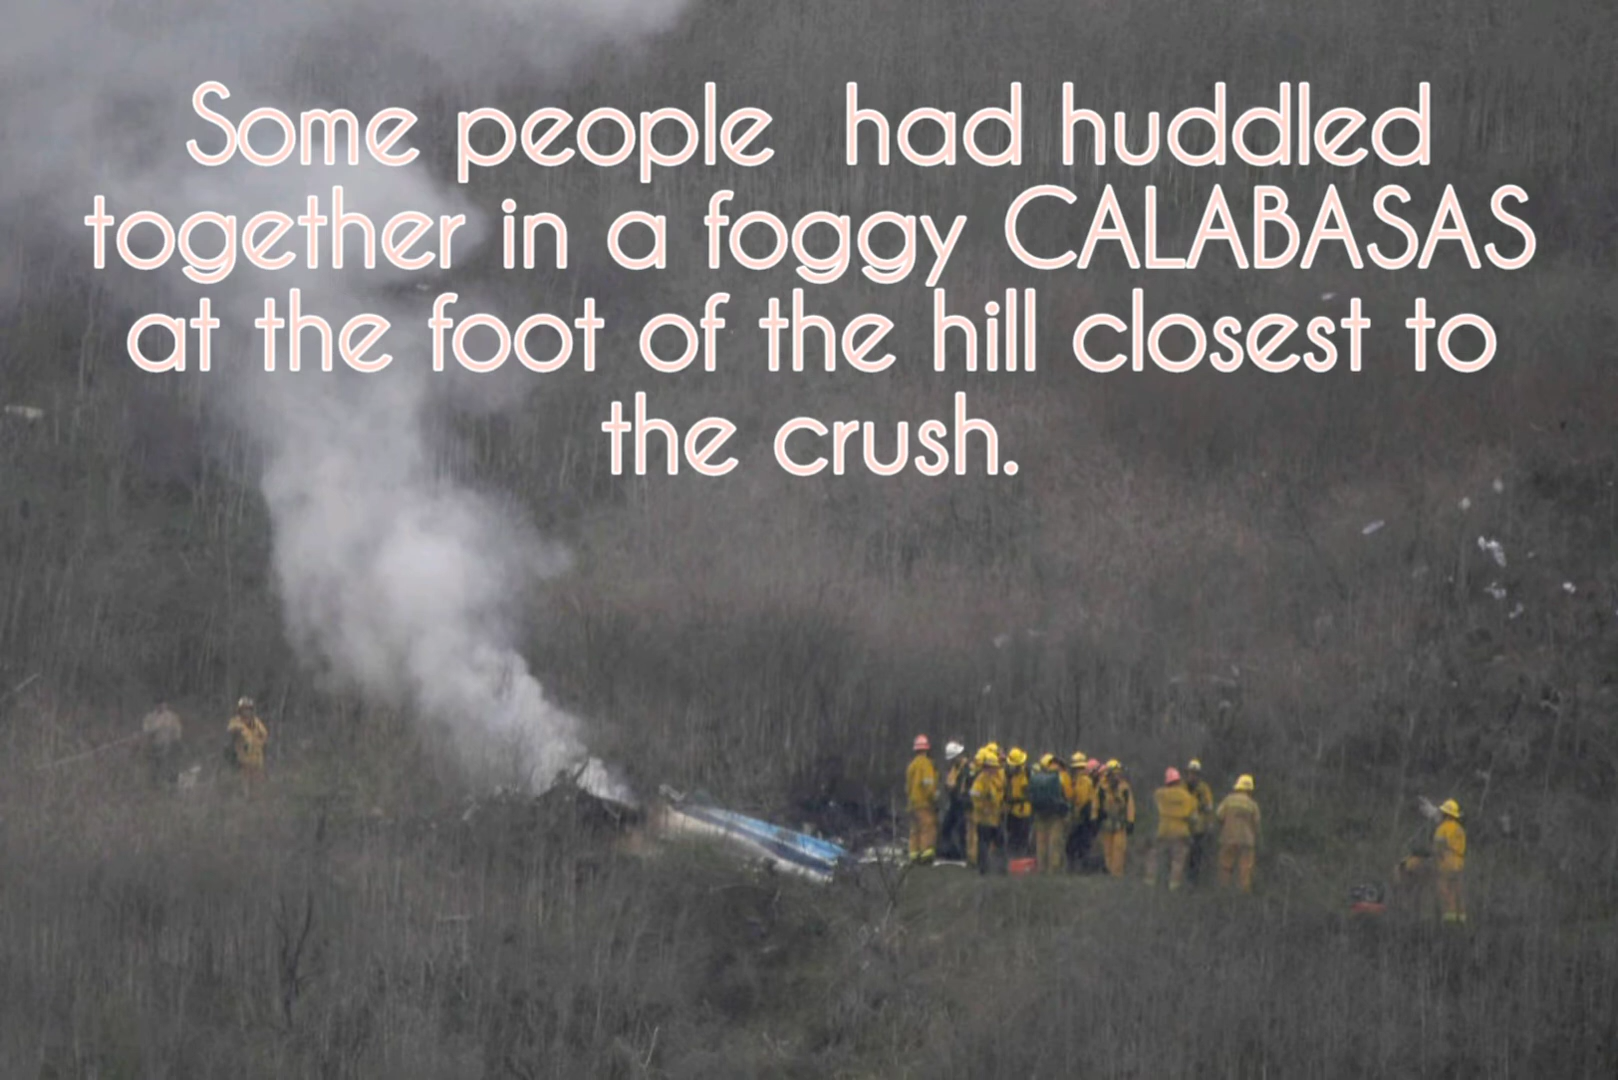 Some people  had huddled
together in a foggy CALABASAS
at the foot of the hill closest to
the crush.